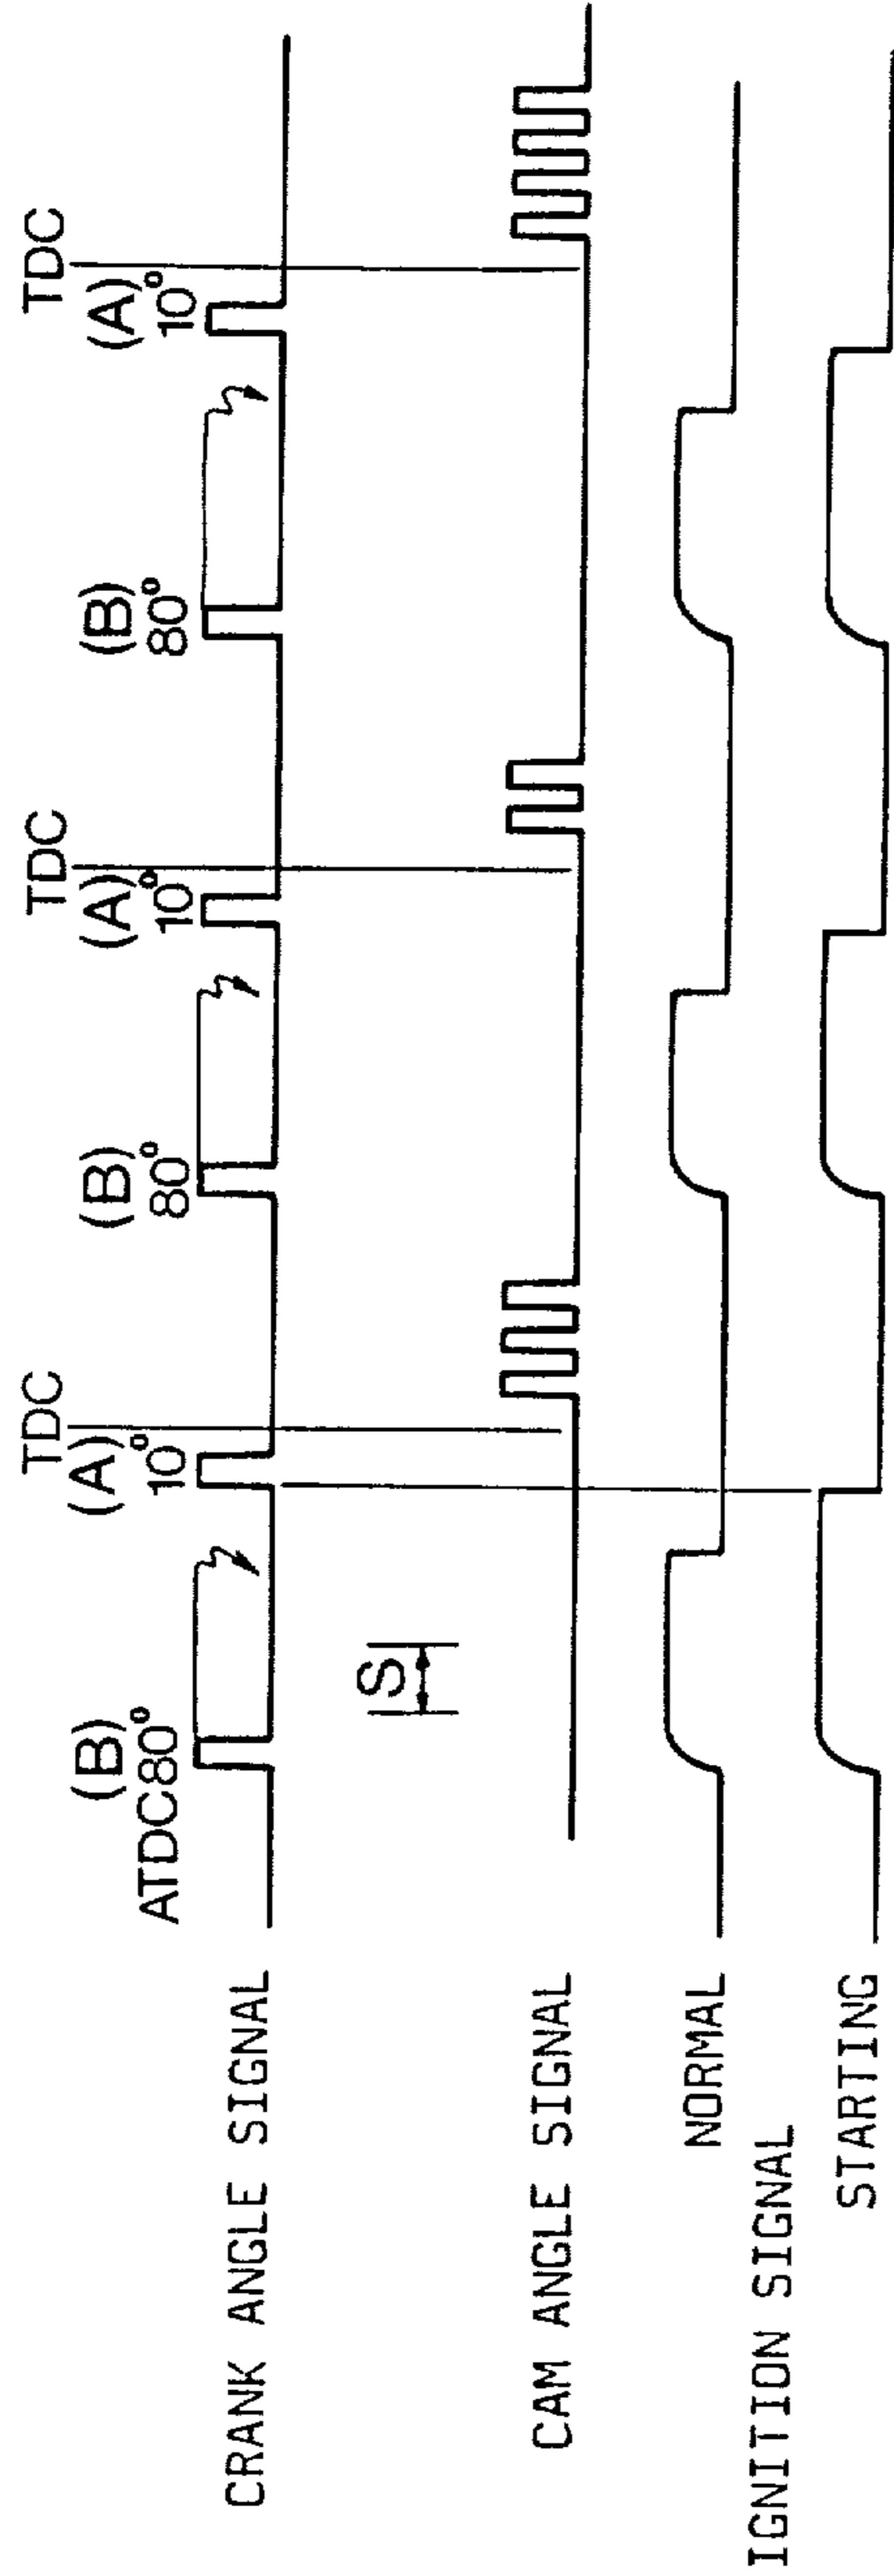 TDC
TDC
TDC
(B)
(A)
(B)
(A)
(B)
(A)
ATDC80°
10°
80°
10°
80°
10°
CRANK ANGLE SIGNAL
S
CAM ANGLE SIGNAL
NORMAL
IGNITION SIGNAL
STARTING